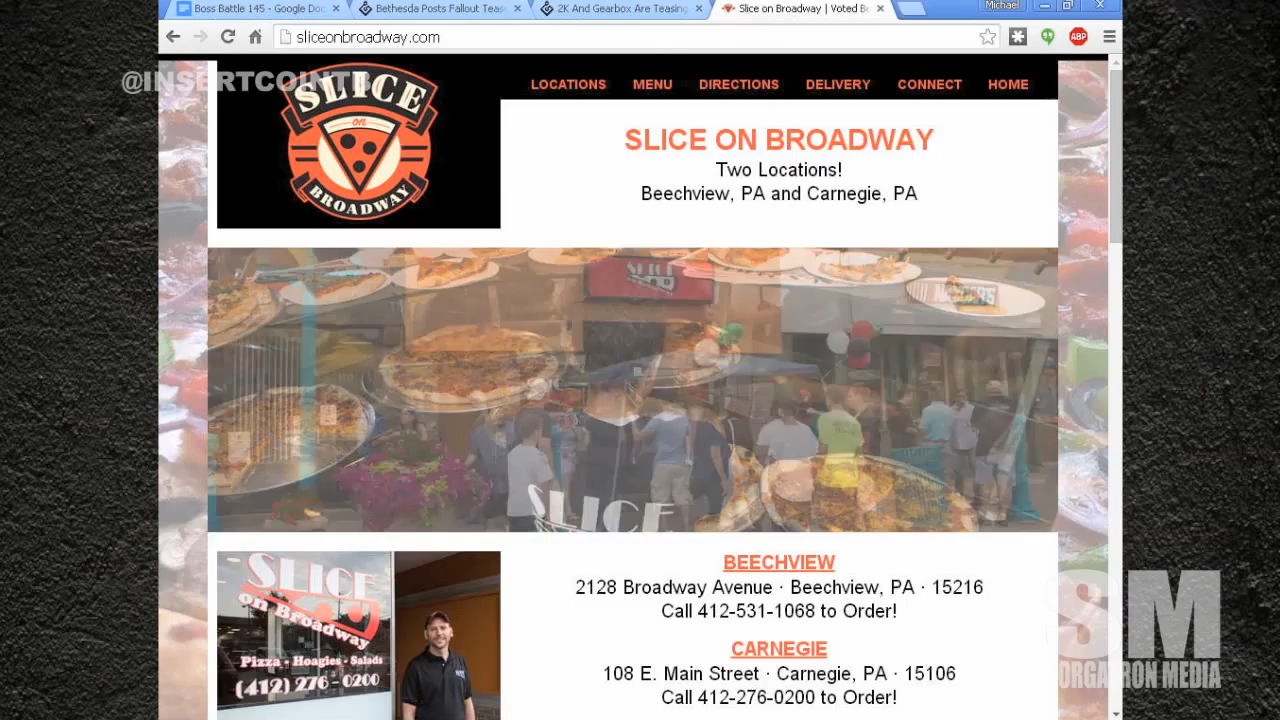 Boss Battle 145 - Google Doc
Bethesda Posts Fallout Tease
2K And Gearbox Are Teasing
Slice on Broadway | Voted Be
Michael
sliceonbroadway.com
ABP
@INSERTCOINTB
SLICE
on
BROADWAY
LOCATIONS MENU DIRECTIONS DELIVERY CONNECT HOME
SLICE ON BROADWAY
Two Locations!
Beechview, PA and Carnegie, PA
SLICE
SLICE
SLICE
on Broadway
Pizza - Hoagies - Salads
(412) 276-0200
BEECHVIEW
2128 Broadway Avenue · Beechview, PA · 15216
Call 412-531-1068 to Order!
CARNEGIE
108 E. Main Street · Carnegie, PA · 15106
Call 412-276-0200 to Order!
SM
SORGATRON MEDIA